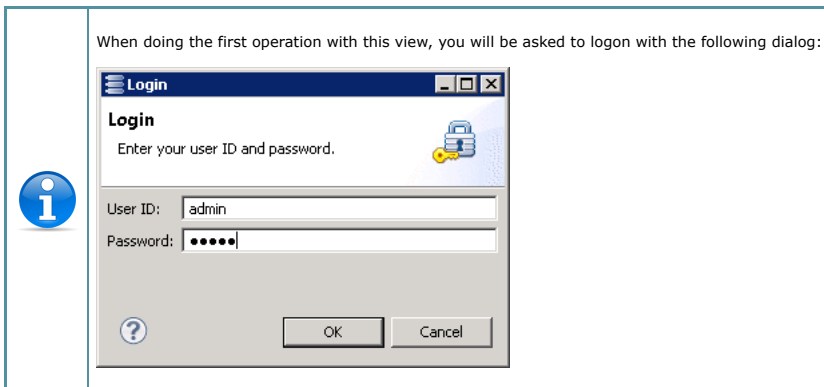 When doing the first operation with this view, you will be asked to logon with the following dialog:
Login
Login
Enter your user ID and password.
User ID: admin
Password: ●●●●●
OK Cancel